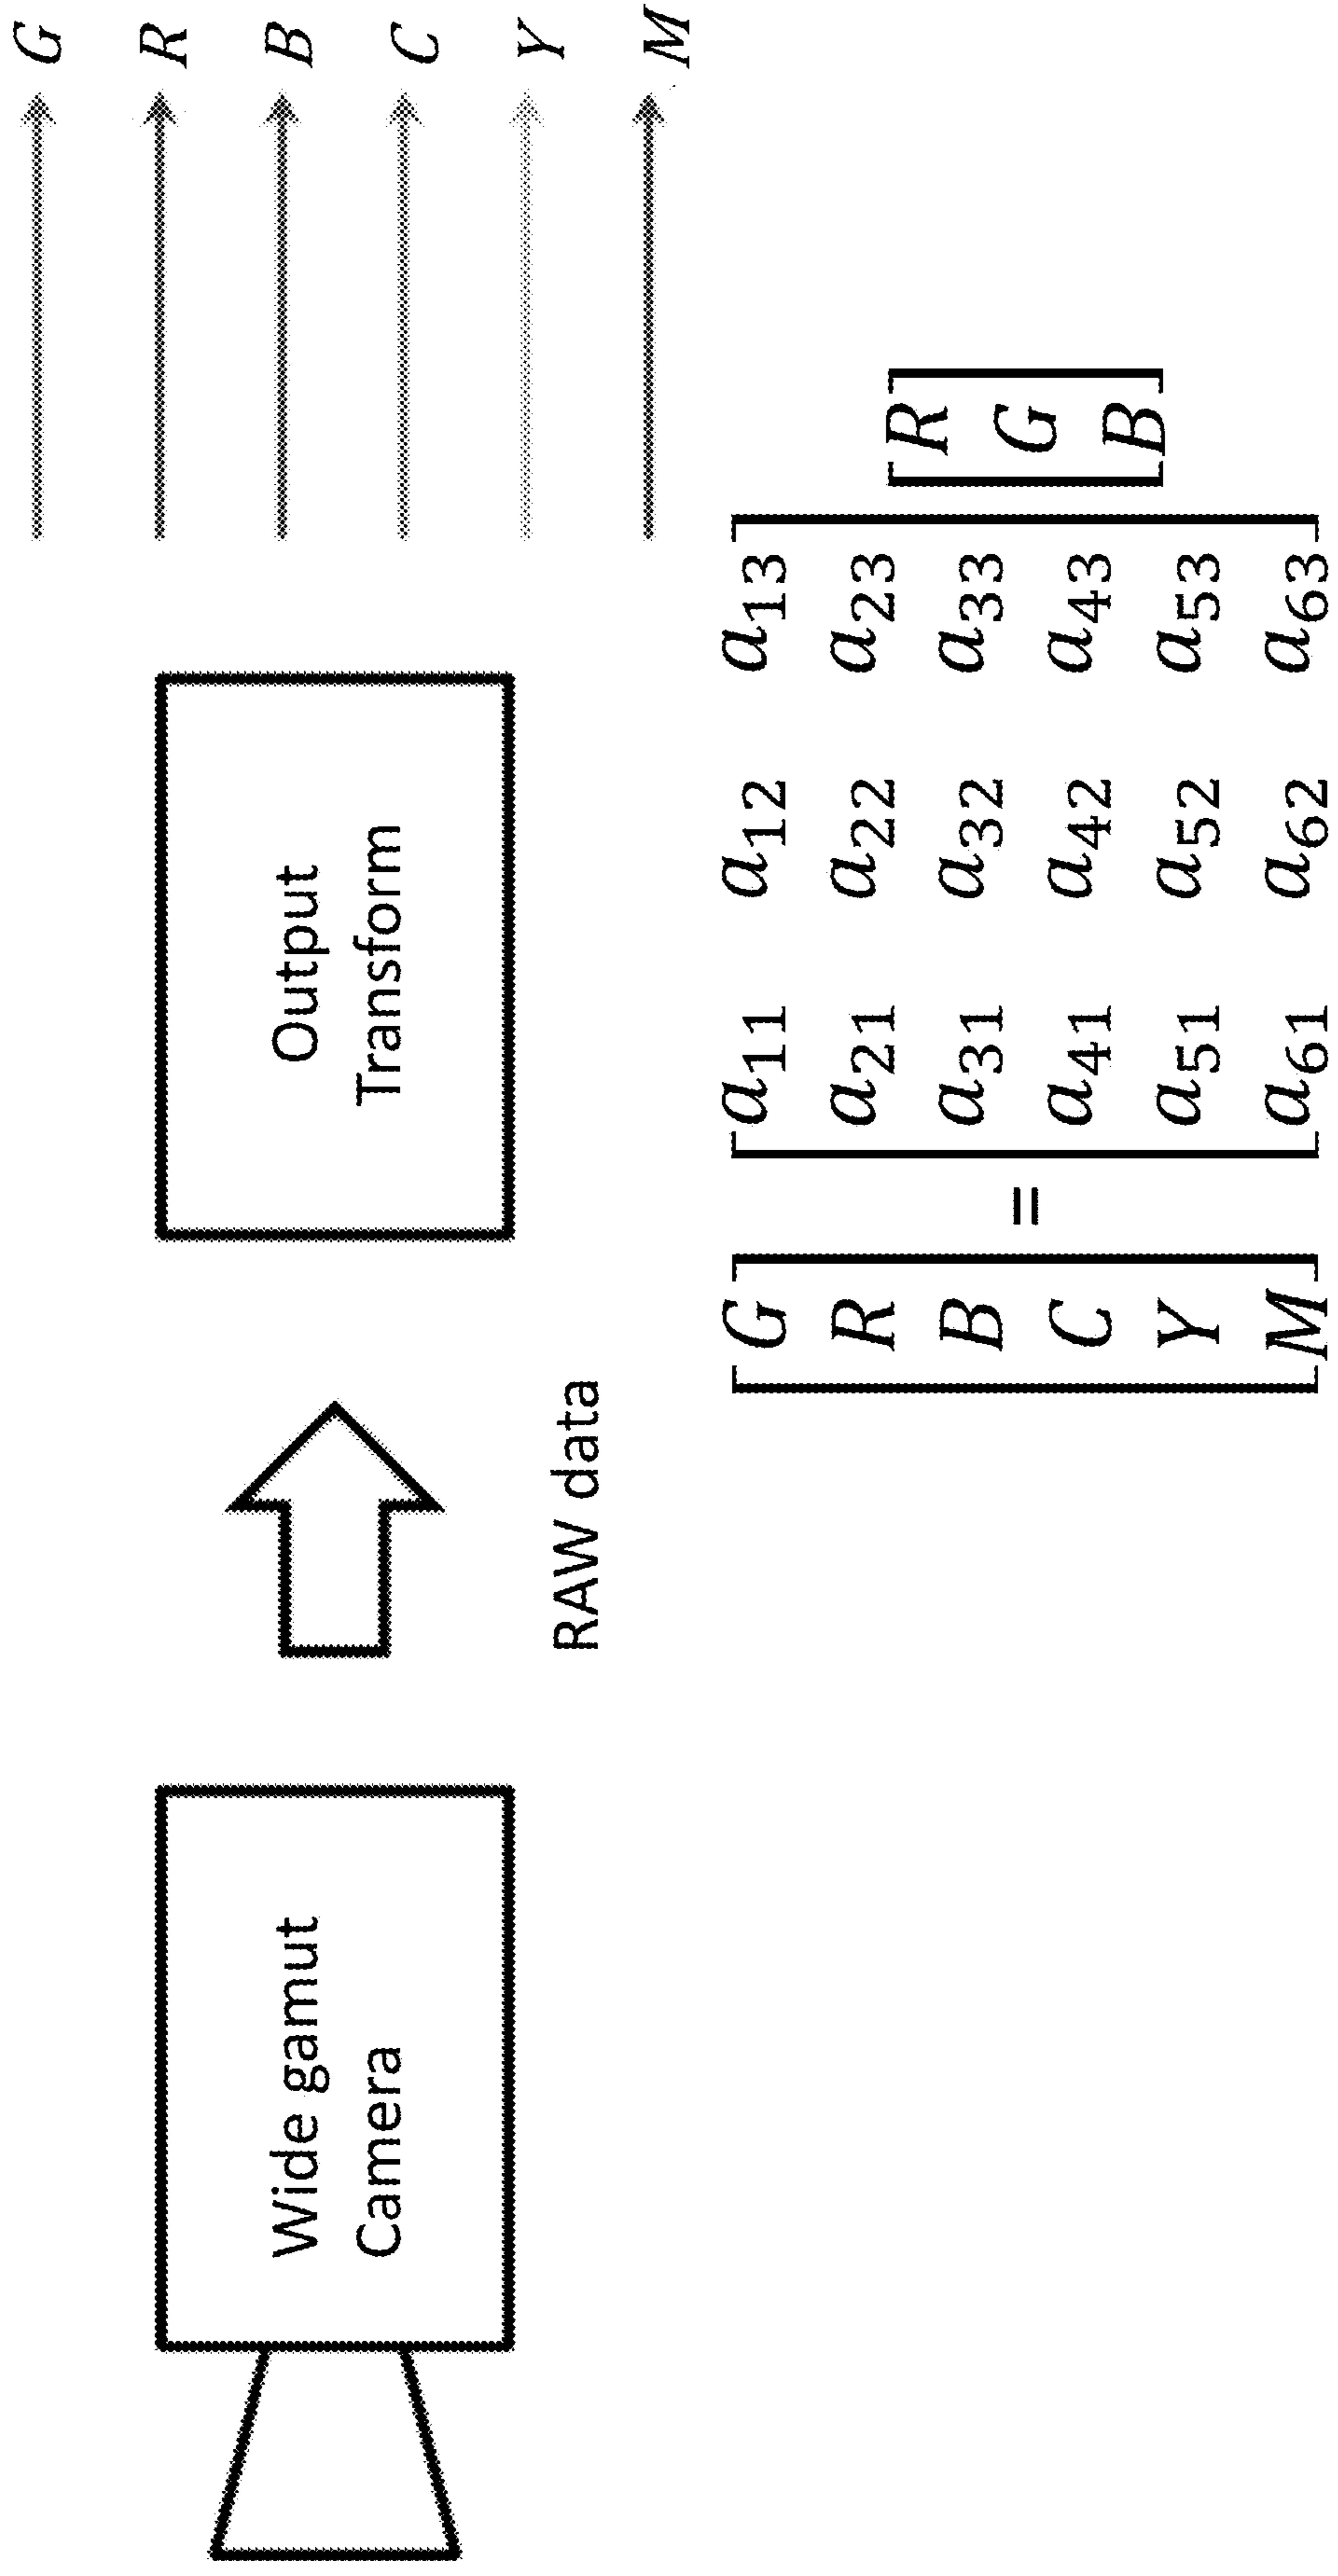 Wide gamut
Camera
RAW data
Output
Transform
G
R
B
C
Y
M
[G R B C Y M] = [a11 a12 a13
a21 a22 a23
a31 a32 a33
a41 a42 a43
a51 a52 a53
a61 a62 a63] [R G B]